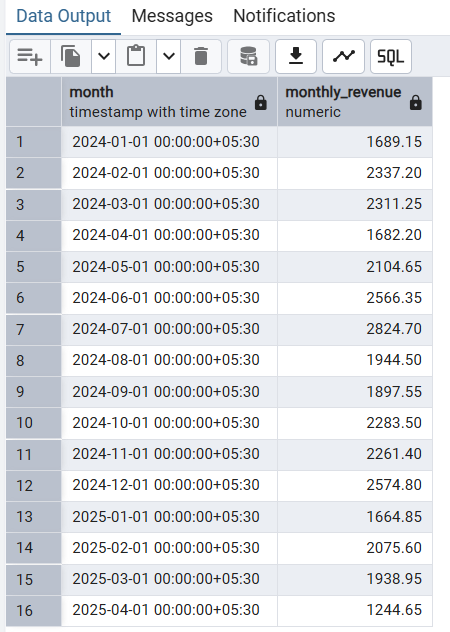 Data Output Messages Notifications
SQL
month monthly_revenue
timestamp with time zone numeric
1 2024-01-01 00:00:00+05:30 1689.15
2 2024-02-01 00:00:00+05:30 2337.20
3 2024-03-01 00:00:00+05:30 2311.25
4 2024-04-01 00:00:00+05:30 1682.20
5 2024-05-01 00:00:00+05:30 2104.65
6 2024-06-01 00:00:00+05:30 2566.35
7 2024-07-01 00:00:00+05:30 2824.70
8 2024-08-01 00:00:00+05:30 1944.50
9 2024-09-01 00:00:00+05:30 1897.55
10 2024-10-01 00:00:00+05:30 2283.50
11 2024-11-01 00:00:00+05:30 2261.40
12 2024-12-01 00:00:00+05:30 2574.80
13 2025-01-01 00:00:00+05:30 1664.85
14 2025-02-01 00:00:00+05:30 2075.60
15 2025-03-01 00:00:00+05:30 1938.95
16 2025-04-01 00:00:00+05:30 1244.65